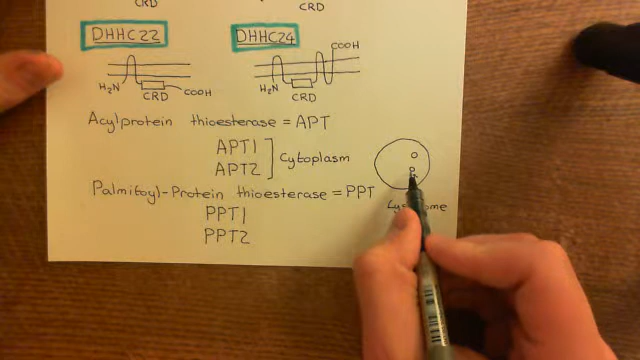 CRD CRD
DHHC22 DHHC24
COOH
H₂N CRD COOH H₂N CRD
Acylprotein thioesterase = APT
APT1
APT2
Cytoplasm
Palmitoyl-Protein thioesterase = PPT
PPT1
PPT2